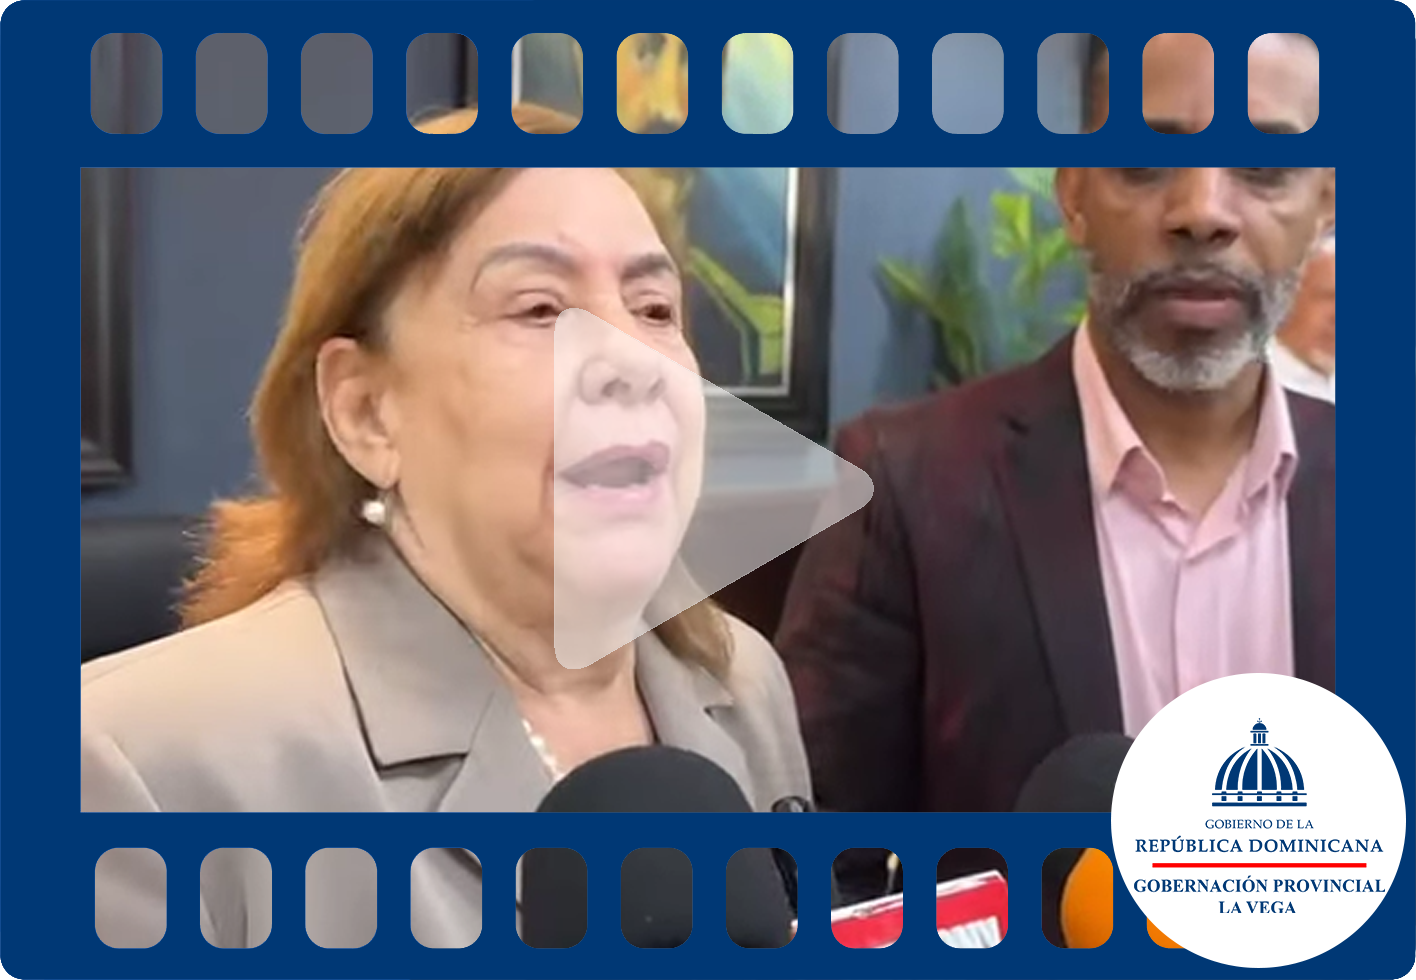 GOBIERNO DE LA
REPÚBLICA DOMINICANA
GOBERNACIÓN PROVINCIAL
LA VEGA